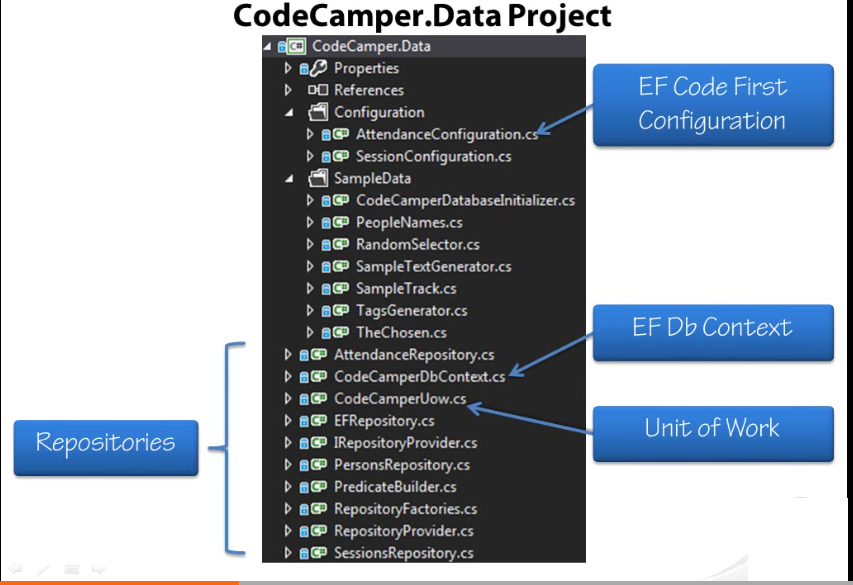 CodeCamper.Data Project
CodeCamper.Data
Properties
References
Configuration
AttendanceConfiguration.cs
SessionConfiguration.cs
SampleData
CodeCamperDatabaseInitializer.cs
PeopleNames.cs
RandomSelector.cs
SampleTextGenerator.cs
SampleTrack.cs
TagsGenerator.cs
TheChosen.cs
AttendanceRepository.cs
CodeCamperDbContext.cs
CodeCamperUow.cs
EFRepository.cs
IRepositoryProvider.cs
PersonsRepository.cs
PredicateBuilder.cs
RepositoryFactories.cs
RepositoryProvider.cs
SessionsRepository.cs
EF Code First
Configuration
EF Db Context
Unit of Work
Repositories